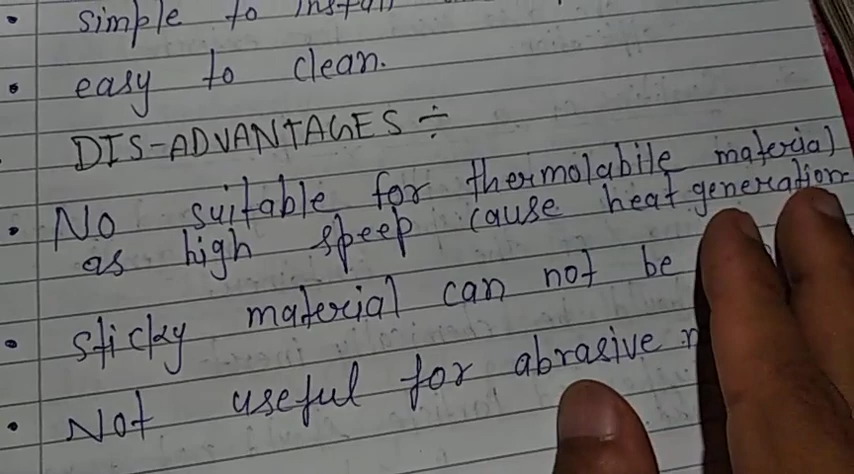 simple to install
easy to clean.
DIS-ADVANTAGES ÷
No suitable for thermolabile material
as high speep cause heat generation
sticky material can not be
Not useful for abrasive